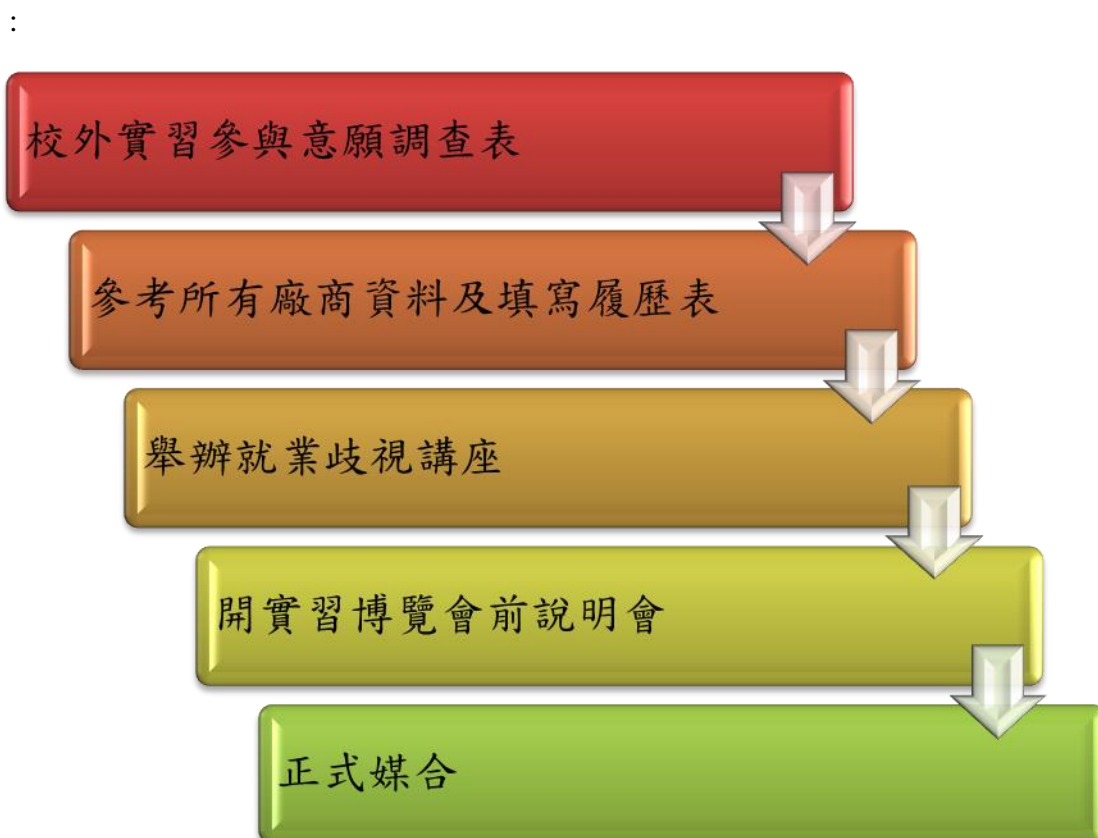 ：
校外實習參與意願調查表
參考所有廠商資料及填寫履歷表
舉辦就業歧視講座
開實習博覽會前說明會
正式媒合